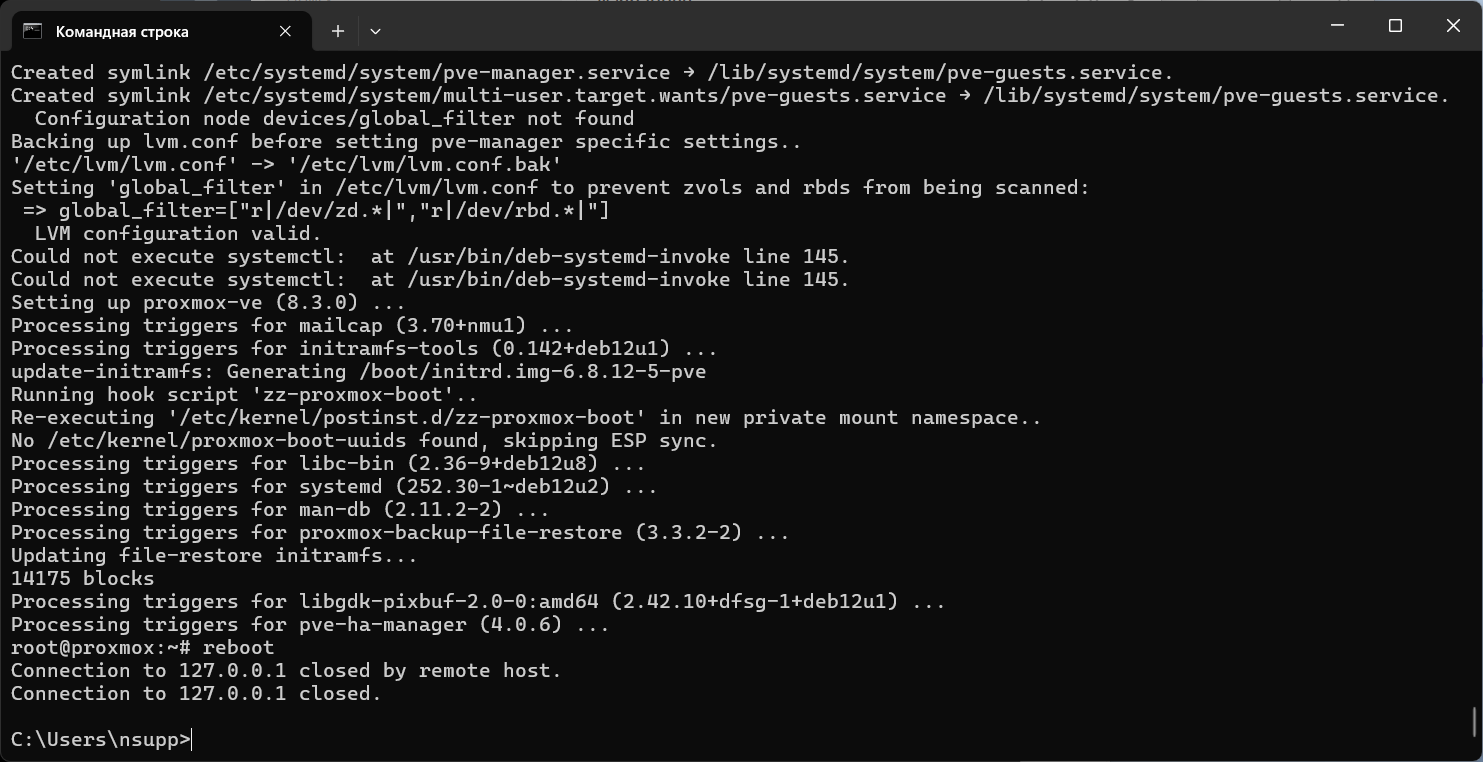 Командная строка
Created symlink /etc/systemd/system/pve-manager.service → /lib/systemd/system/pve-guests.service.
Created symlink /etc/systemd/system/multi-user.target.wants/pve-guests.service → /lib/systemd/system/pve-guests.service.
  Configuration node devices/global_filter not found
Backing up lvm.conf before setting pve-manager specific settings..
'/etc/lvm/lvm.conf' -> '/etc/lvm/lvm.conf.bak'
Setting 'global_filter' in /etc/lvm/lvm.conf to prevent zvols and rbds from being scanned:
 => global_filter=["r|/dev/zd.*|","r|/dev/rbd.*|"]
  LVM configuration valid.
Could not execute systemctl:  at /usr/bin/deb-systemd-invoke line 145.
Could not execute systemctl:  at /usr/bin/deb-systemd-invoke line 145.
Setting up proxmox-ve (8.3.0) ...
Processing triggers for mailcap (3.70+nmu1) ...
Processing triggers for initramfs-tools (0.142+deb12u1) ...
update-initramfs: Generating /boot/initrd.img-6.8.12-5-pve
Running hook script 'zz-proxmox-boot'..
Re-executing '/etc/kernel/postinst.d/zz-proxmox-boot' in new private mount namespace..
No /etc/kernel/proxmox-boot-uuids found, skipping ESP sync.
Processing triggers for libc-bin (2.36-9+deb12u8) ...
Processing triggers for systemd (252.30-1~deb12u2) ...
Processing triggers for man-db (2.11.2-2) ...
Processing triggers for proxmox-backup-file-restore (3.3.2-2) ...
Updating file-restore initramfs...
14175 blocks
Processing triggers for libgdk-pixbuf-2.0-0:amd64 (2.42.10+dfsg-1+deb12u1) ...
Processing triggers for pve-ha-manager (4.0.6) ...
root@proxmox:~# reboot
Connection to 127.0.0.1 closed by remote host.
Connection to 127.0.0.1 closed.
C:\Users\nsupp>